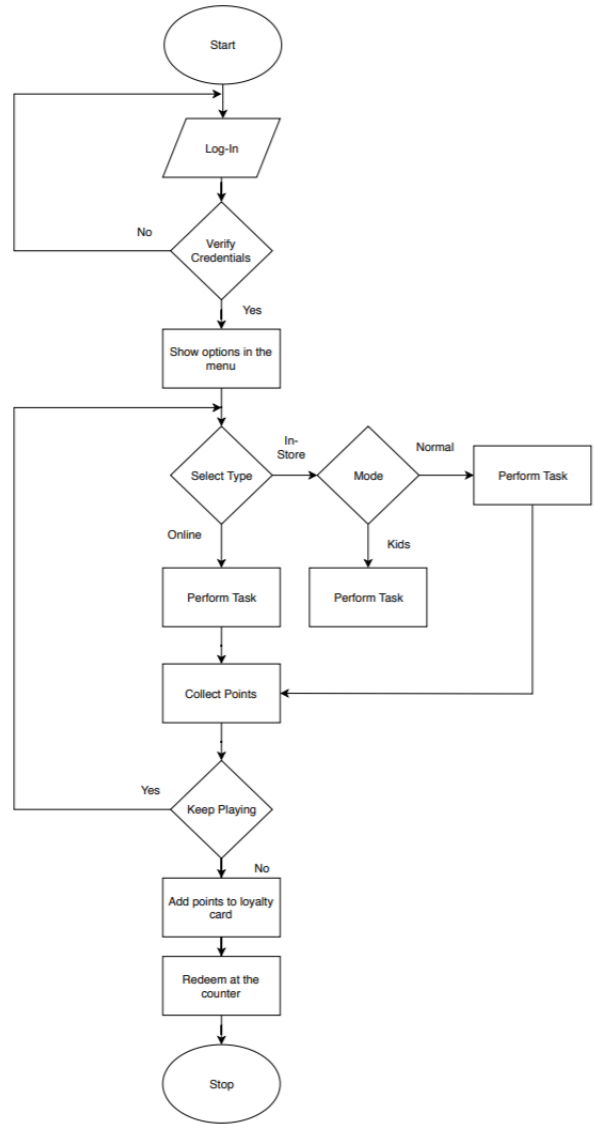 Start
Log-In
No
Verify
Credentials
Yes
Show options in the
menu
In-
Store
Normal
Select Type
Mode
Perform Task
Online
Kids
Perform Task
Perform Task
Collect Points
Yes
Keep Playing
No
Add points to loyalty
card
Redeem at the
counter
Stop